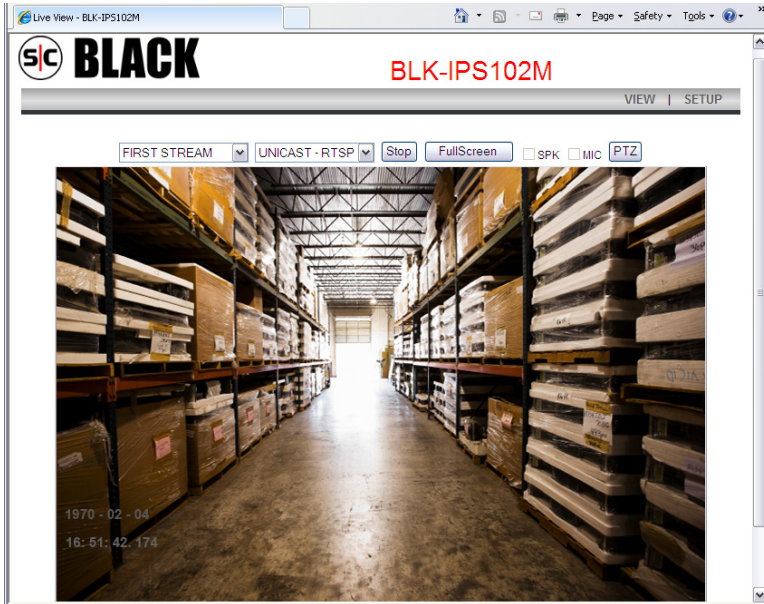 Live View - BLK-IPS102M
Page Safety Tools
S|C BLACK
BLK-IPS102M
VIEW | SETUP
FIRST STREAM UNICAST - RTSP Stop FullScreen SPK MIC PTZ
1970 - 02 - 04
16: 51: 42. 174